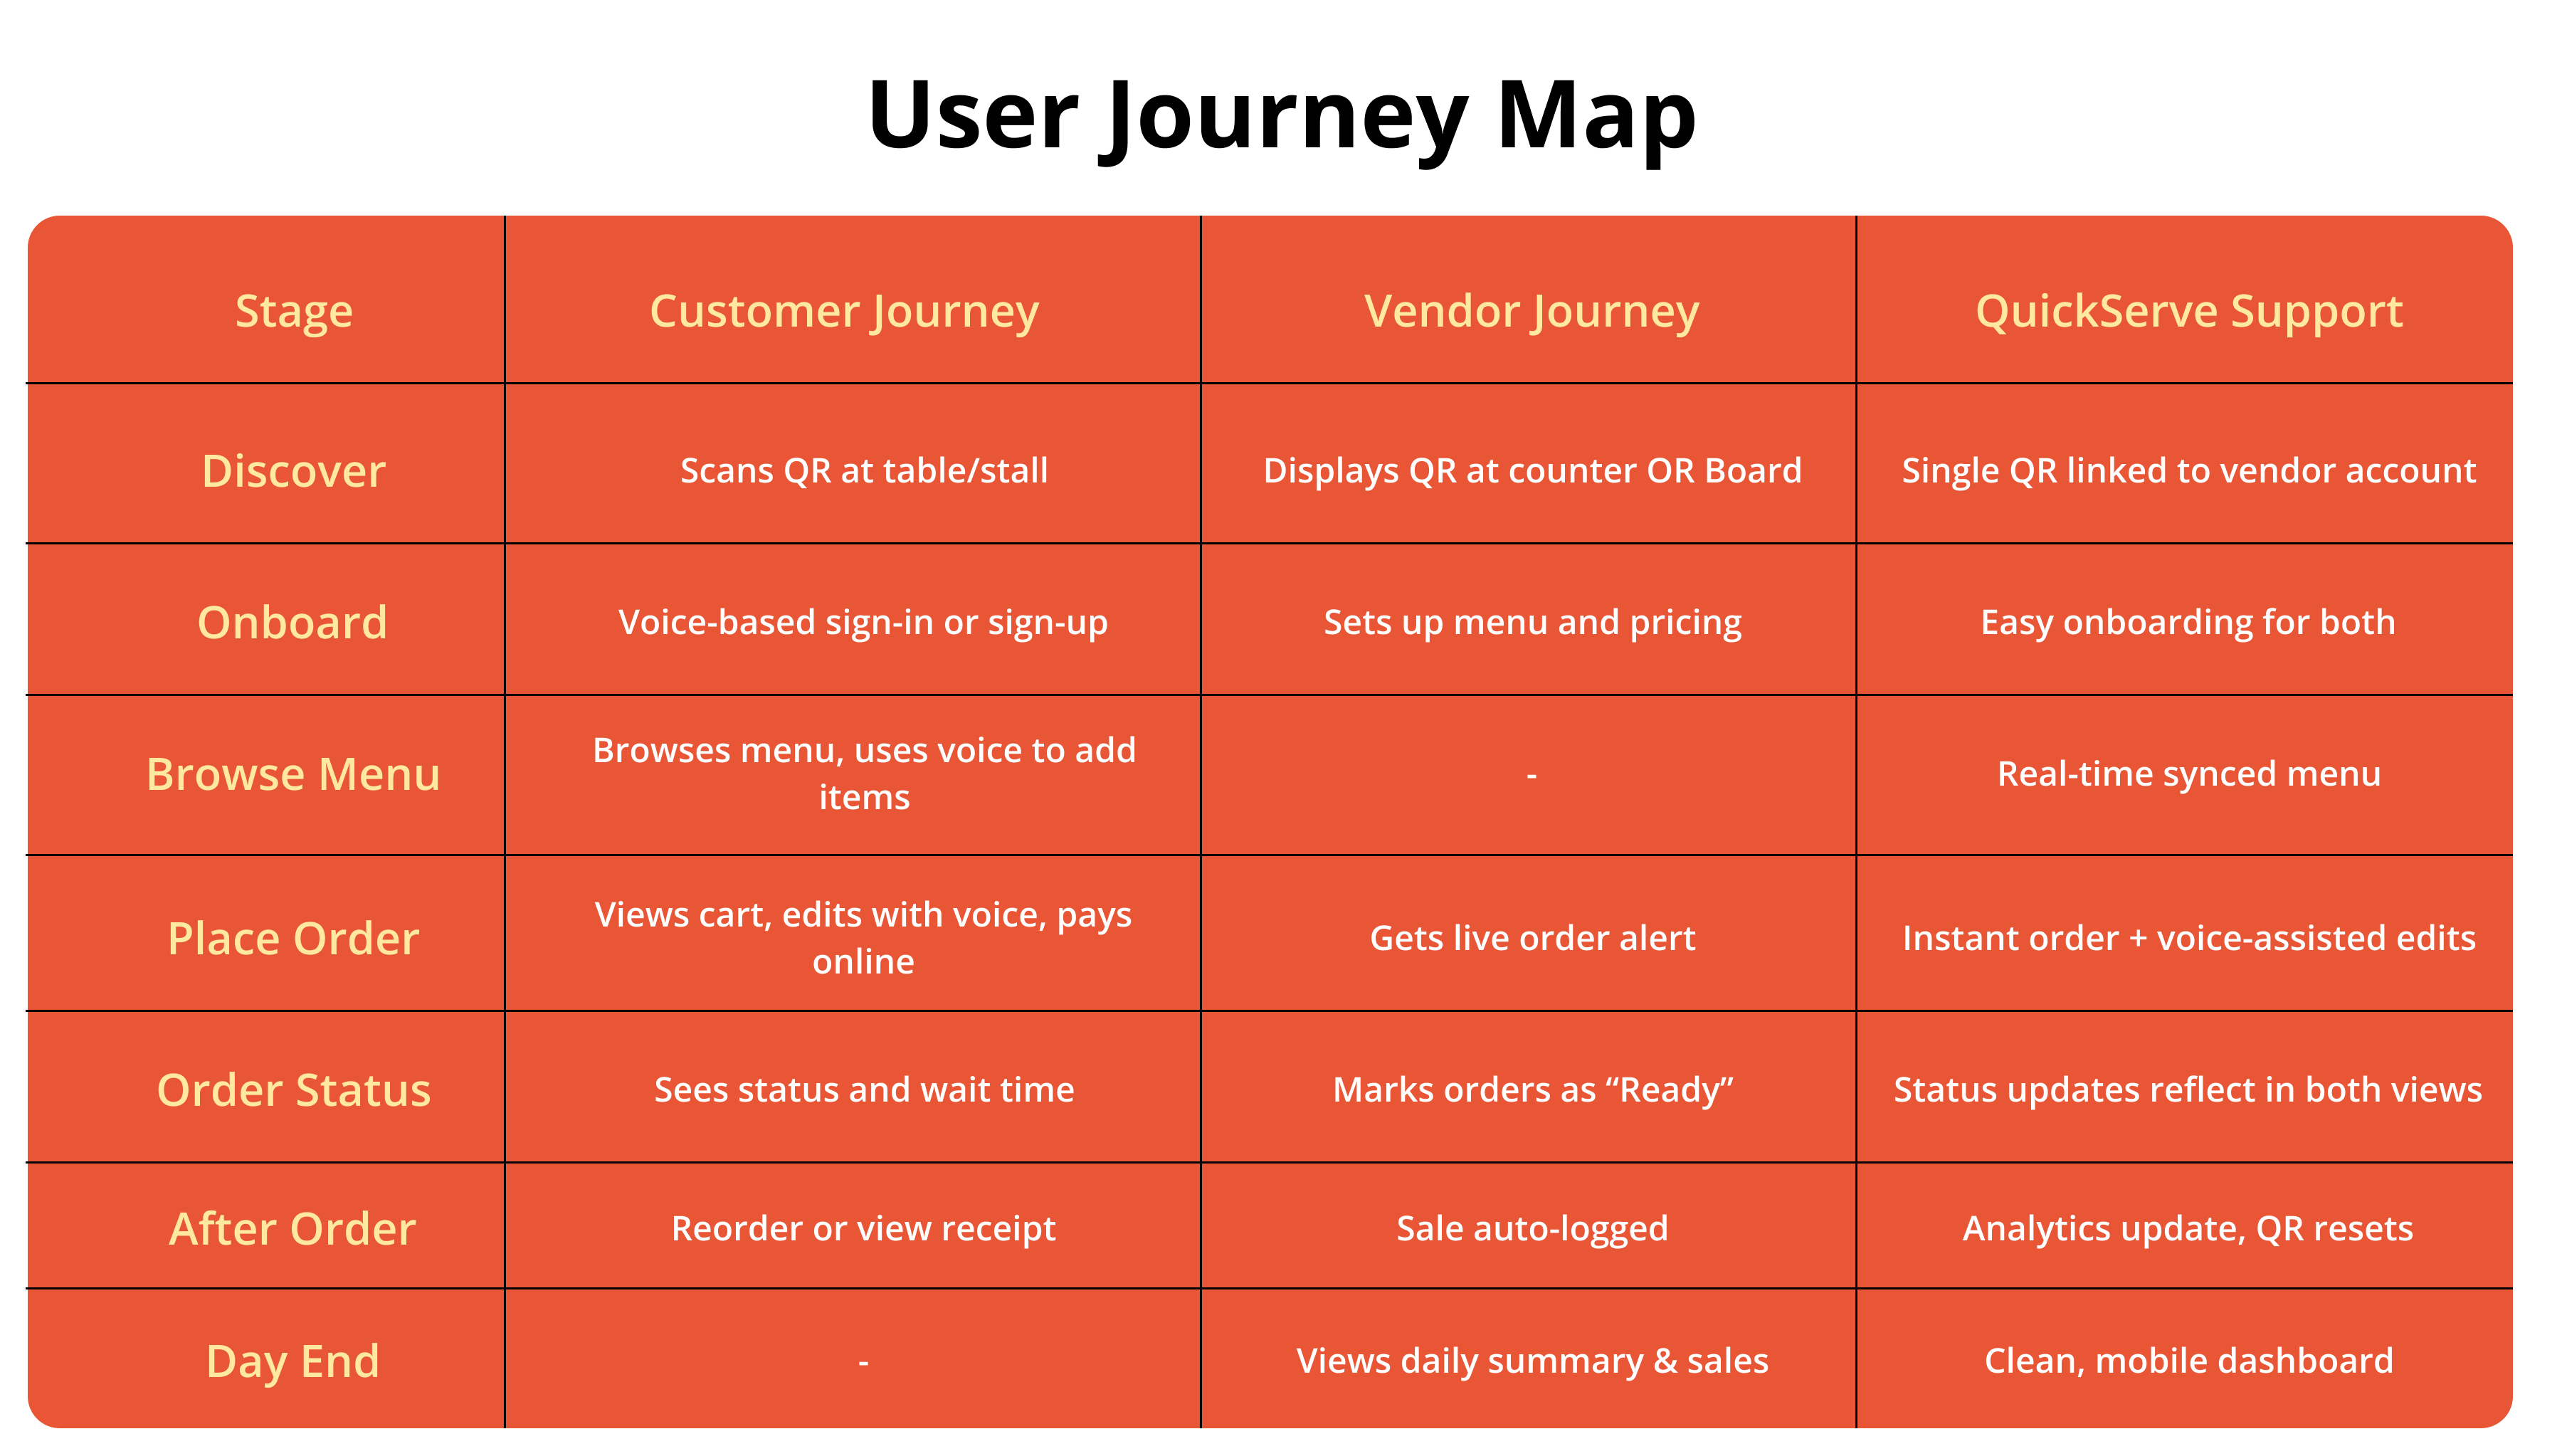 User Journey Map
Stage
Customer Journey
Vendor Journey
QuickServe Support
Discover
Scans QR at table/stall
Displays QR at counter OR Board
Single QR linked to vendor account
Onboard
Voice-based sign-in or sign-up
Sets up menu and pricing
Easy onboarding for both
Browse Menu
Browses menu, uses voice to add
items
-
Real-time synced menu
Place Order
Views cart, edits with voice, pays
online
Gets live order alert
Instant order + voice-assisted edits
Order Status
Sees status and wait time
Marks orders as “Ready”
Status updates reflect in both views
After Order
Reorder or view receipt
Sale auto-logged
Analytics update, QR resets
Day End
-
Views daily summary & sales
Clean, mobile dashboard